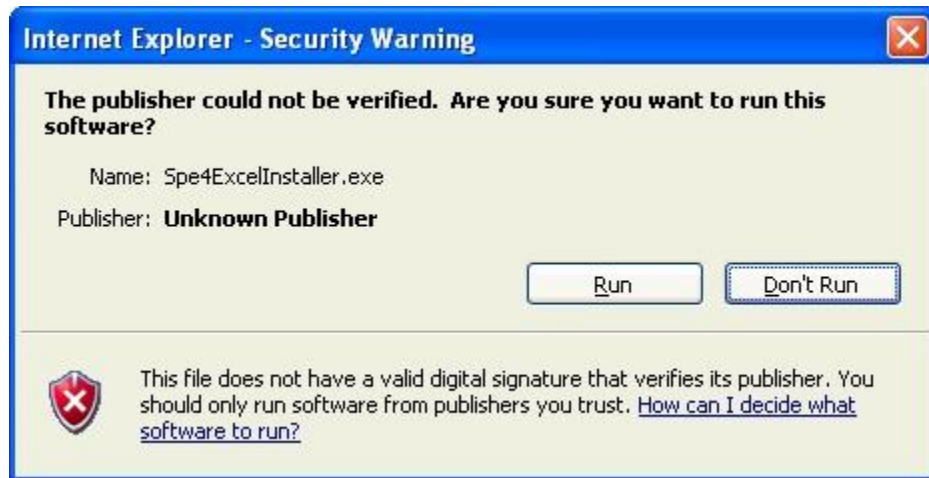 Internet Explorer - Security Warning
The publisher could not be verified. Are you sure you want to run this
software?
Name: Spe4ExcelInstaller.exe
Publisher: Unknown Publisher
Run
Don't Run
This file does not have a valid digital signature that verifies its publisher. You
should only run software from publishers you trust. How can I decide what
software to run?